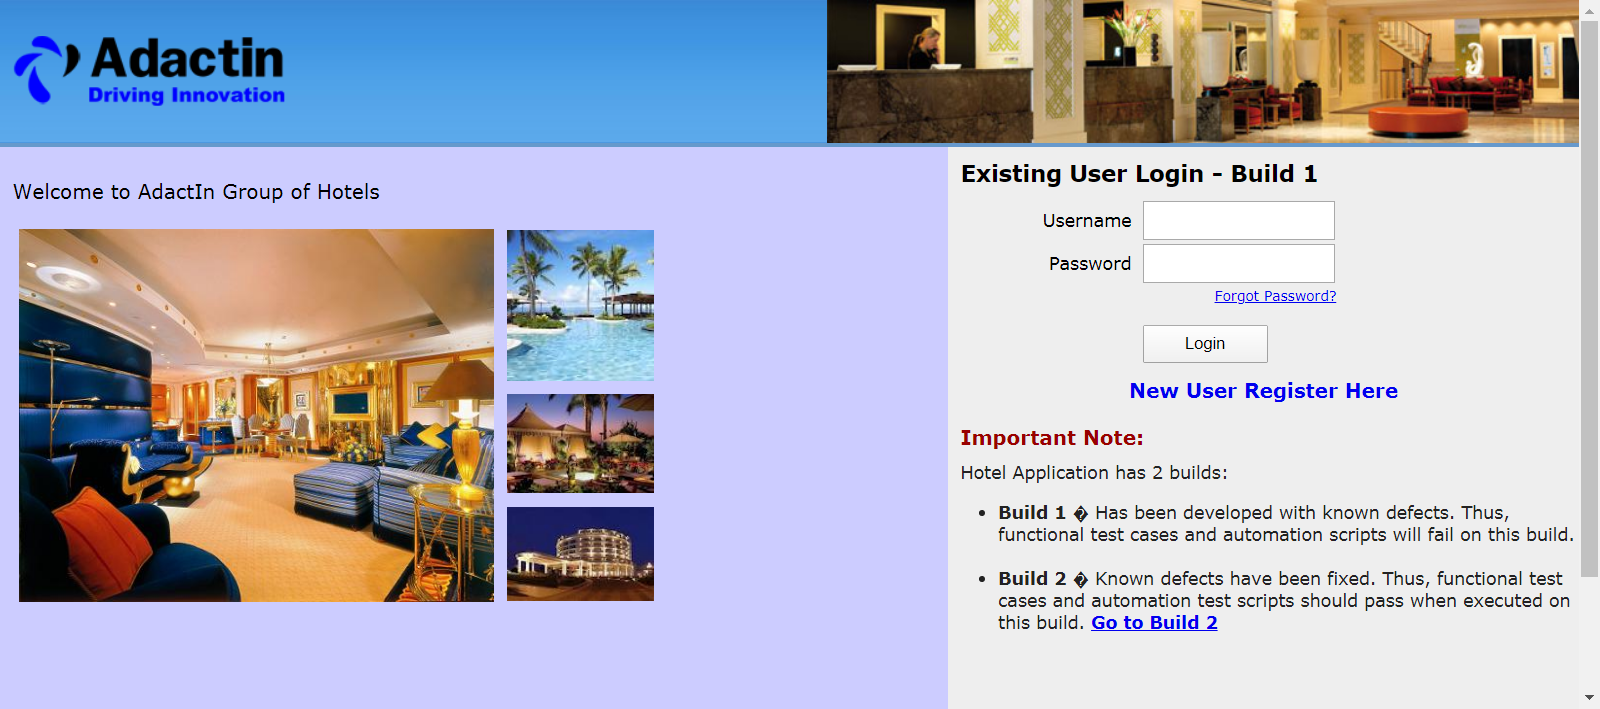 Adactin
Driving Innovation
Welcome to AdactIn Group of Hotels
Existing User Login - Build 1
Username
Password
Forgot Password?
Login
New User Register Here
Important Note:
Hotel Application has 2 builds:
• Build 1 � Has been developed with known defects. Thus,
functional test cases and automation scripts will fail on this build.
• Build 2 � Known defects have been fixed. Thus, functional test
cases and automation test scripts should pass when executed on
this build. Go to Build 2